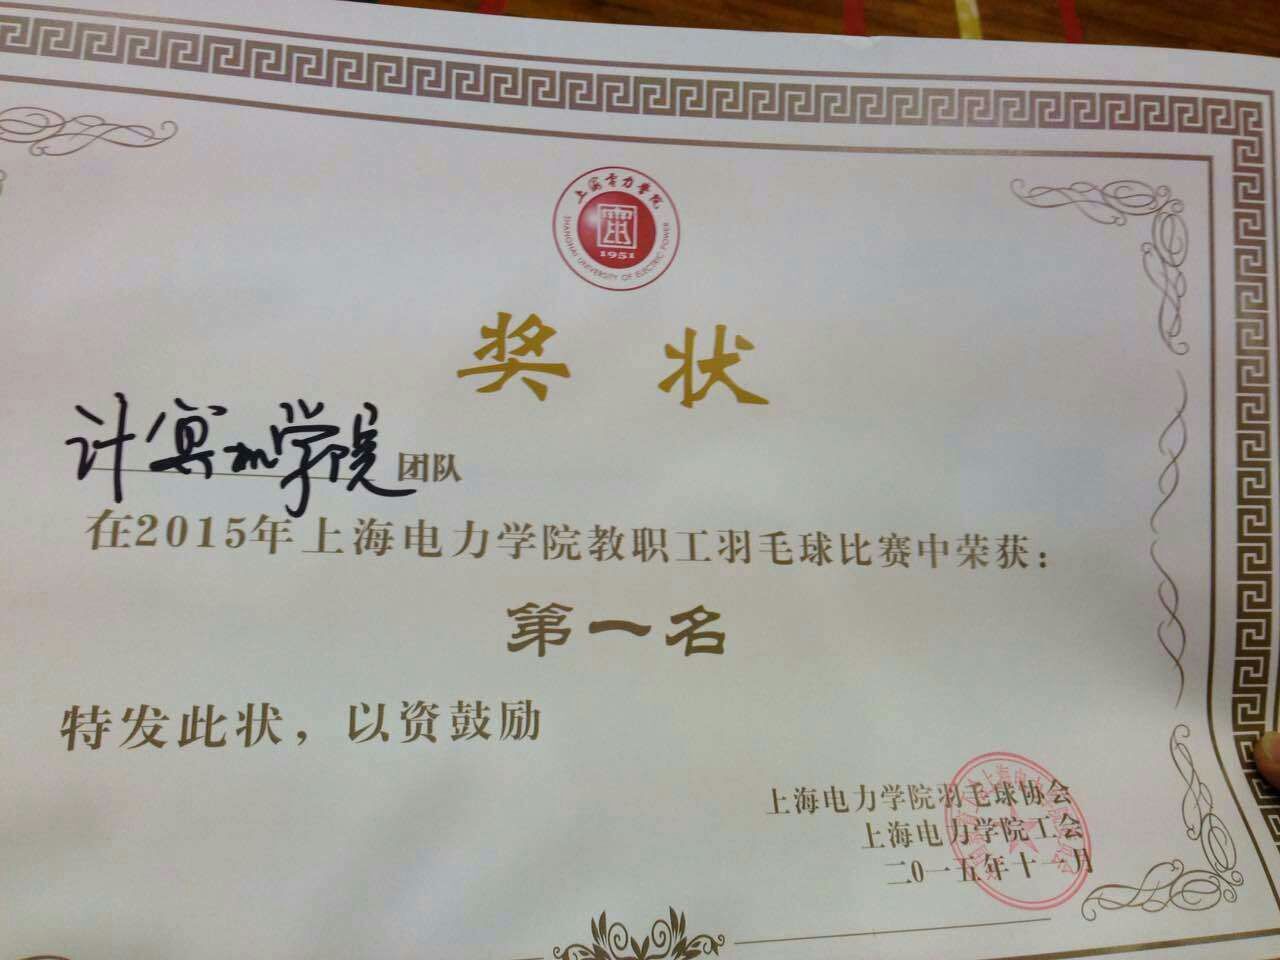 上海电力学院
SHANGHAI UNIVERSITY OF ELECTRIC POWER
1951
奖状
计算机学院团队
在2015年上海电力学院教职工羽毛球比赛中荣获：
第一名
特发此状，以资鼓励
上海电力学院羽毛球协会
上海电力学院工会
二〇一五年十一月